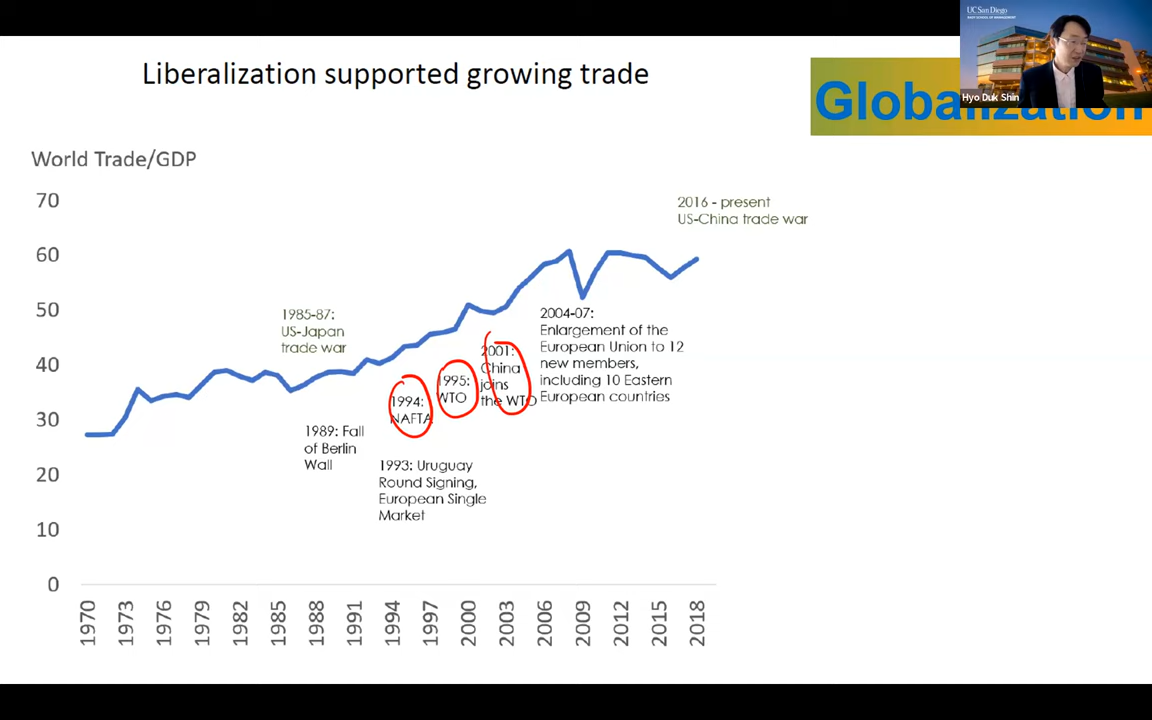 UC San Diego
RADY SCHOOL OF MANAGEMENT
Hyo Duk Shin
Liberalization supported growing trade
Globalization
World Trade/GDP
70
60
50
40
30
20
10
0
2016 - present
US-China trade war
1985-87:
US-Japan
trade war
2004-07:
Enlargement of the
European Union to 12
new members,
including 10 Eastern
European countries
2001:
China
joins
the WTO
1995:
WTO
1994:
NAFTA
1989: Fall
of Berlin
Wall
1993: Uruguay
Round Signing,
European Single
Market
1970
1973
1976
1979
1982
1985
1988
1991
1994
1997
2000
2003
2006
2009
2012
2015
2018